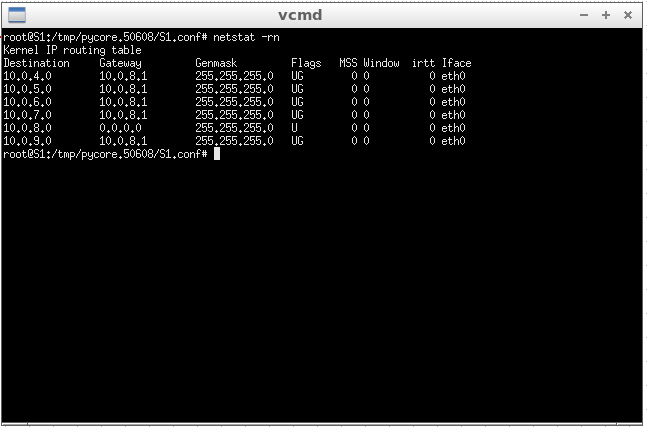 vcmd
root@S1:/tmp/pycore.50608/S1.conf# netstat -rn
Kernel IP routing table
Destination     Gateway         Genmask         Flags   MSS Window  irtt Iface
10.0.4.0        10.0.8.1        255.255.255.0   UG        0 0          0 eth0
10.0.5.0        10.0.8.1        255.255.255.0   UG        0 0          0 eth0
10.0.6.0        10.0.8.1        255.255.255.0   UG        0 0          0 eth0
10.0.7.0        10.0.8.1        255.255.255.0   UG        0 0          0 eth0
10.0.8.0        0.0.0.0         255.255.255.0   U         0 0          0 eth0
10.0.9.0        10.0.8.1        255.255.255.0   UG        0 0          0 eth0
root@S1:/tmp/pycore.50608/S1.conf#